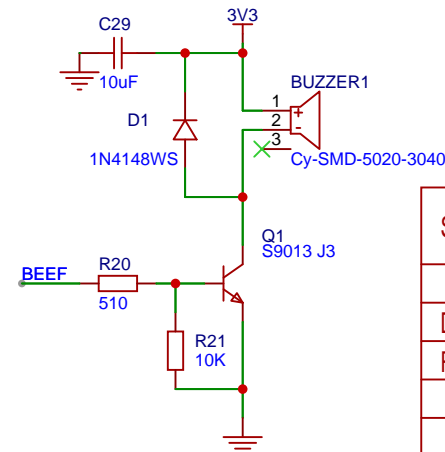 C29
3V3
10uF
BUZZER1
D1
1
+
2
-
1N4148WS
3
Cy-SMD-5020-3040
Q1
S9013 J3
BEEF
R20
510
R21
10K